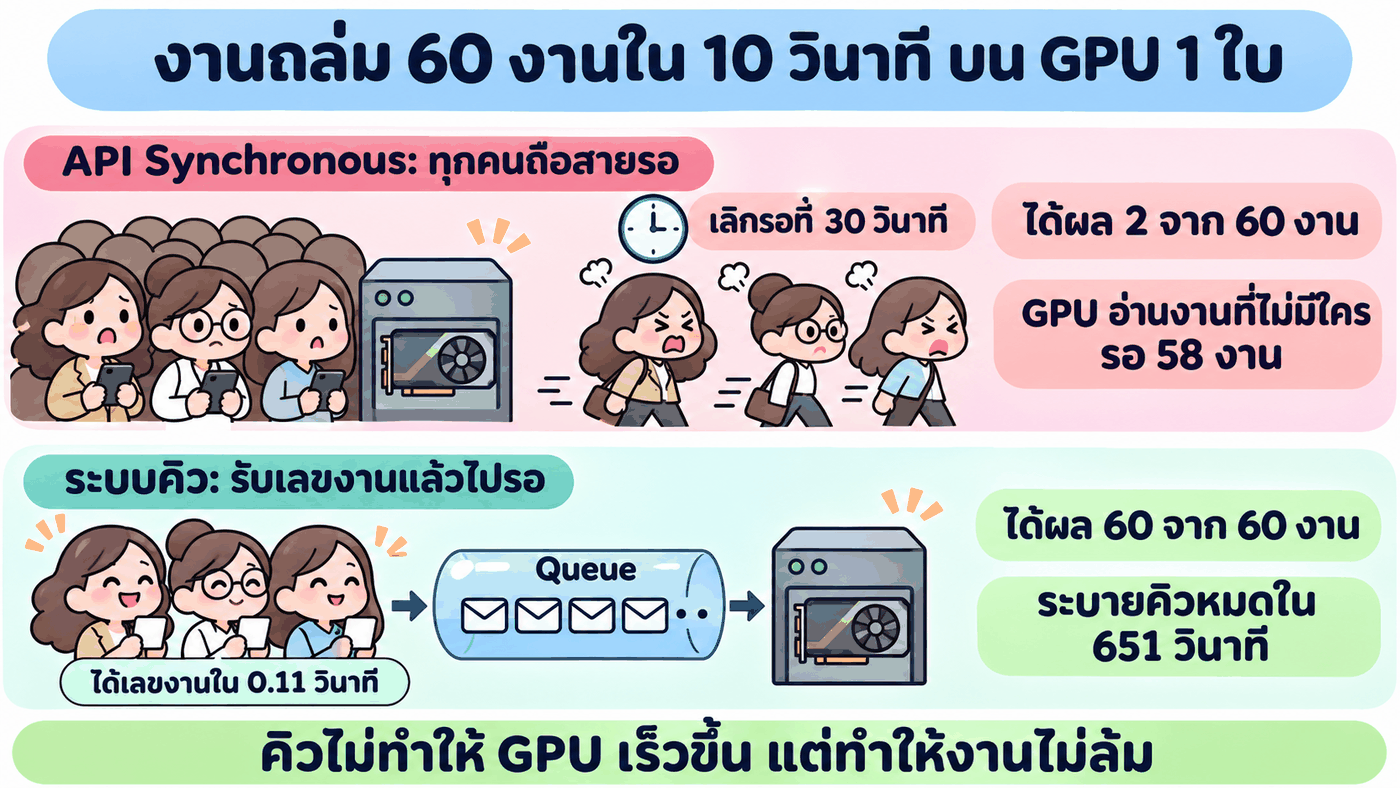 งานถล่ม 60 งานใน 10 วินาที บน GPU 1 ใบ
API Synchronous: ทุกคนถือสายรอ
เลิกรอที่ 30 วินาที
ได้ผล 2 จาก 60 งาน
GPU อ่านงานที่ไม่มีใคร
รอ 58 งาน
ระบบคิว: รับเลขงานแล้วไปรอ
ได้เลขงานใน 0.11 วินาที
Queue
ได้ผล 60 จาก 60 งาน
ระบายคิวหมดใน
651 วินาที
คิวไม่ทำให้ GPU เร็วขึ้น แต่ทำให้งานไม่ล้ม